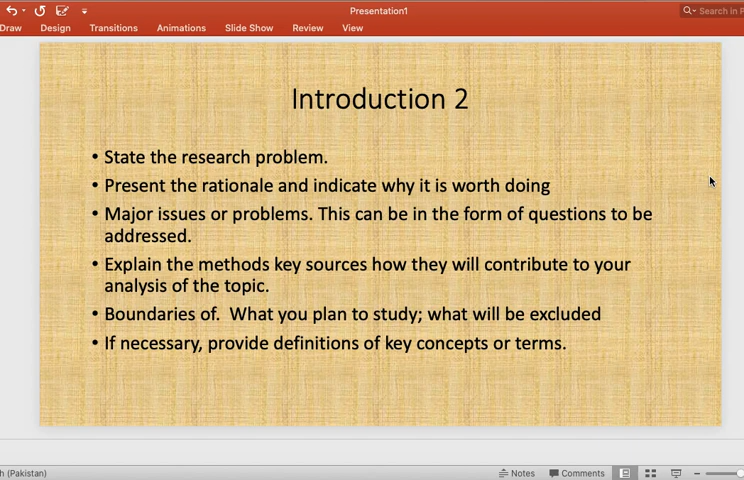 Presentation1
Search in P
Draw Design Transitions Animations Slide Show Review View
Introduction 2
• State the research problem.
• Present the rationale and indicate why it is worth doing
• Major issues or problems. This can be in the form of questions to be
addressed.
• Explain the methods key sources how they will contribute to your
analysis of the topic.
• Boundaries of.  What you plan to study; what will be excluded
• If necessary, provide definitions of key concepts or terms.
h (Pakistan) Notes Comments